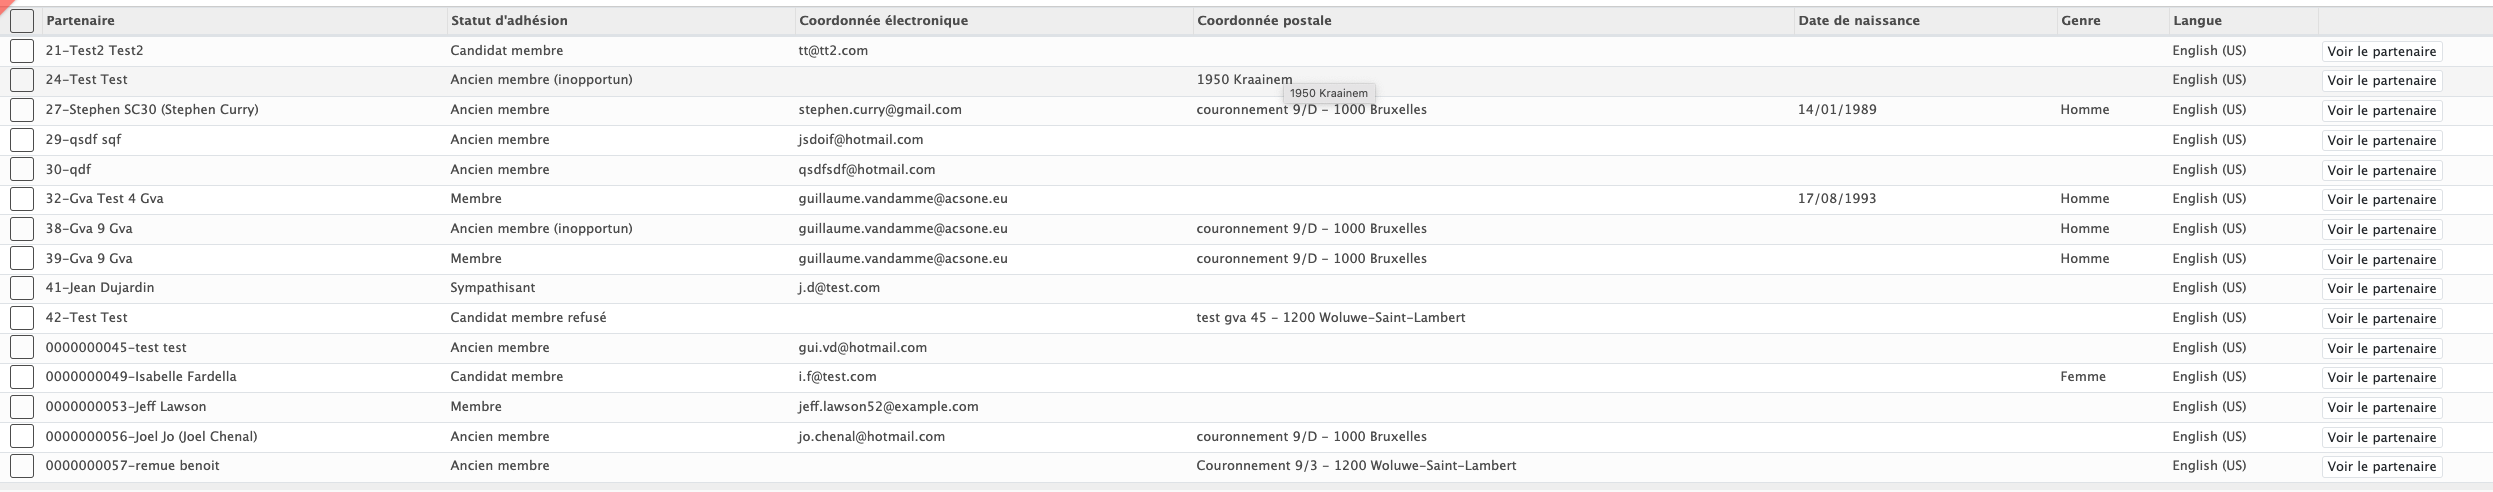 Partenaire Statut d'adhésion Coordonnée électronique Coordonnée postale Date de naissance Genre Langue
21-Test2 Test2 Candidat membre tt@tt2.com English (US) Voir le partenaire
24-Test Test Ancien membre (inopportun) 1950 Kraainem English (US) Voir le partenaire
1950 Kraainem
27-Stephen SC30 (Stephen Curry) Ancien membre stephen.curry@gmail.com couronnement 9/D - 1000 Bruxelles 14/01/1989 Homme English (US) Voir le partenaire
29-qsdf sqf Ancien membre jsdoif@hotmail.com English (US) Voir le partenaire
30-qdf Ancien membre qsdfsdf@hotmail.com English (US) Voir le partenaire
32-Gva Test 4 Gva Membre guillaume.vandamme@acsone.eu 17/08/1993 Homme English (US) Voir le partenaire
38-Gva 9 Gva Ancien membre (inopportun) guillaume.vandamme@acsone.eu couronnement 9/D - 1000 Bruxelles Homme English (US) Voir le partenaire
39-Gva 9 Gva Membre guillaume.vandamme@acsone.eu couronnement 9/D - 1000 Bruxelles Homme English (US) Voir le partenaire
41-Jean Dujardin Sympathisant j.d@test.com English (US) Voir le partenaire
42-Test Test Candidat membre refusé test gva 45 - 1200 Woluwe-Saint-Lambert English (US) Voir le partenaire
0000000045-test test Ancien membre gui.vd@hotmail.com English (US) Voir le partenaire
0000000049-Isabelle Fardella Candidat membre i.f@test.com Femme English (US) Voir le partenaire
0000000053-Jeff Lawson Membre jeff.lawson52@example.com English (US) Voir le partenaire
0000000056-Joel Jo (Joel Chenal) Ancien membre jo.chenal@hotmail.com couronnement 9/D - 1000 Bruxelles English (US) Voir le partenaire
0000000057-remue benoit Ancien membre Couronnement 9/3 - 1200 Woluwe-Saint-Lambert English (US) Voir le partenaire